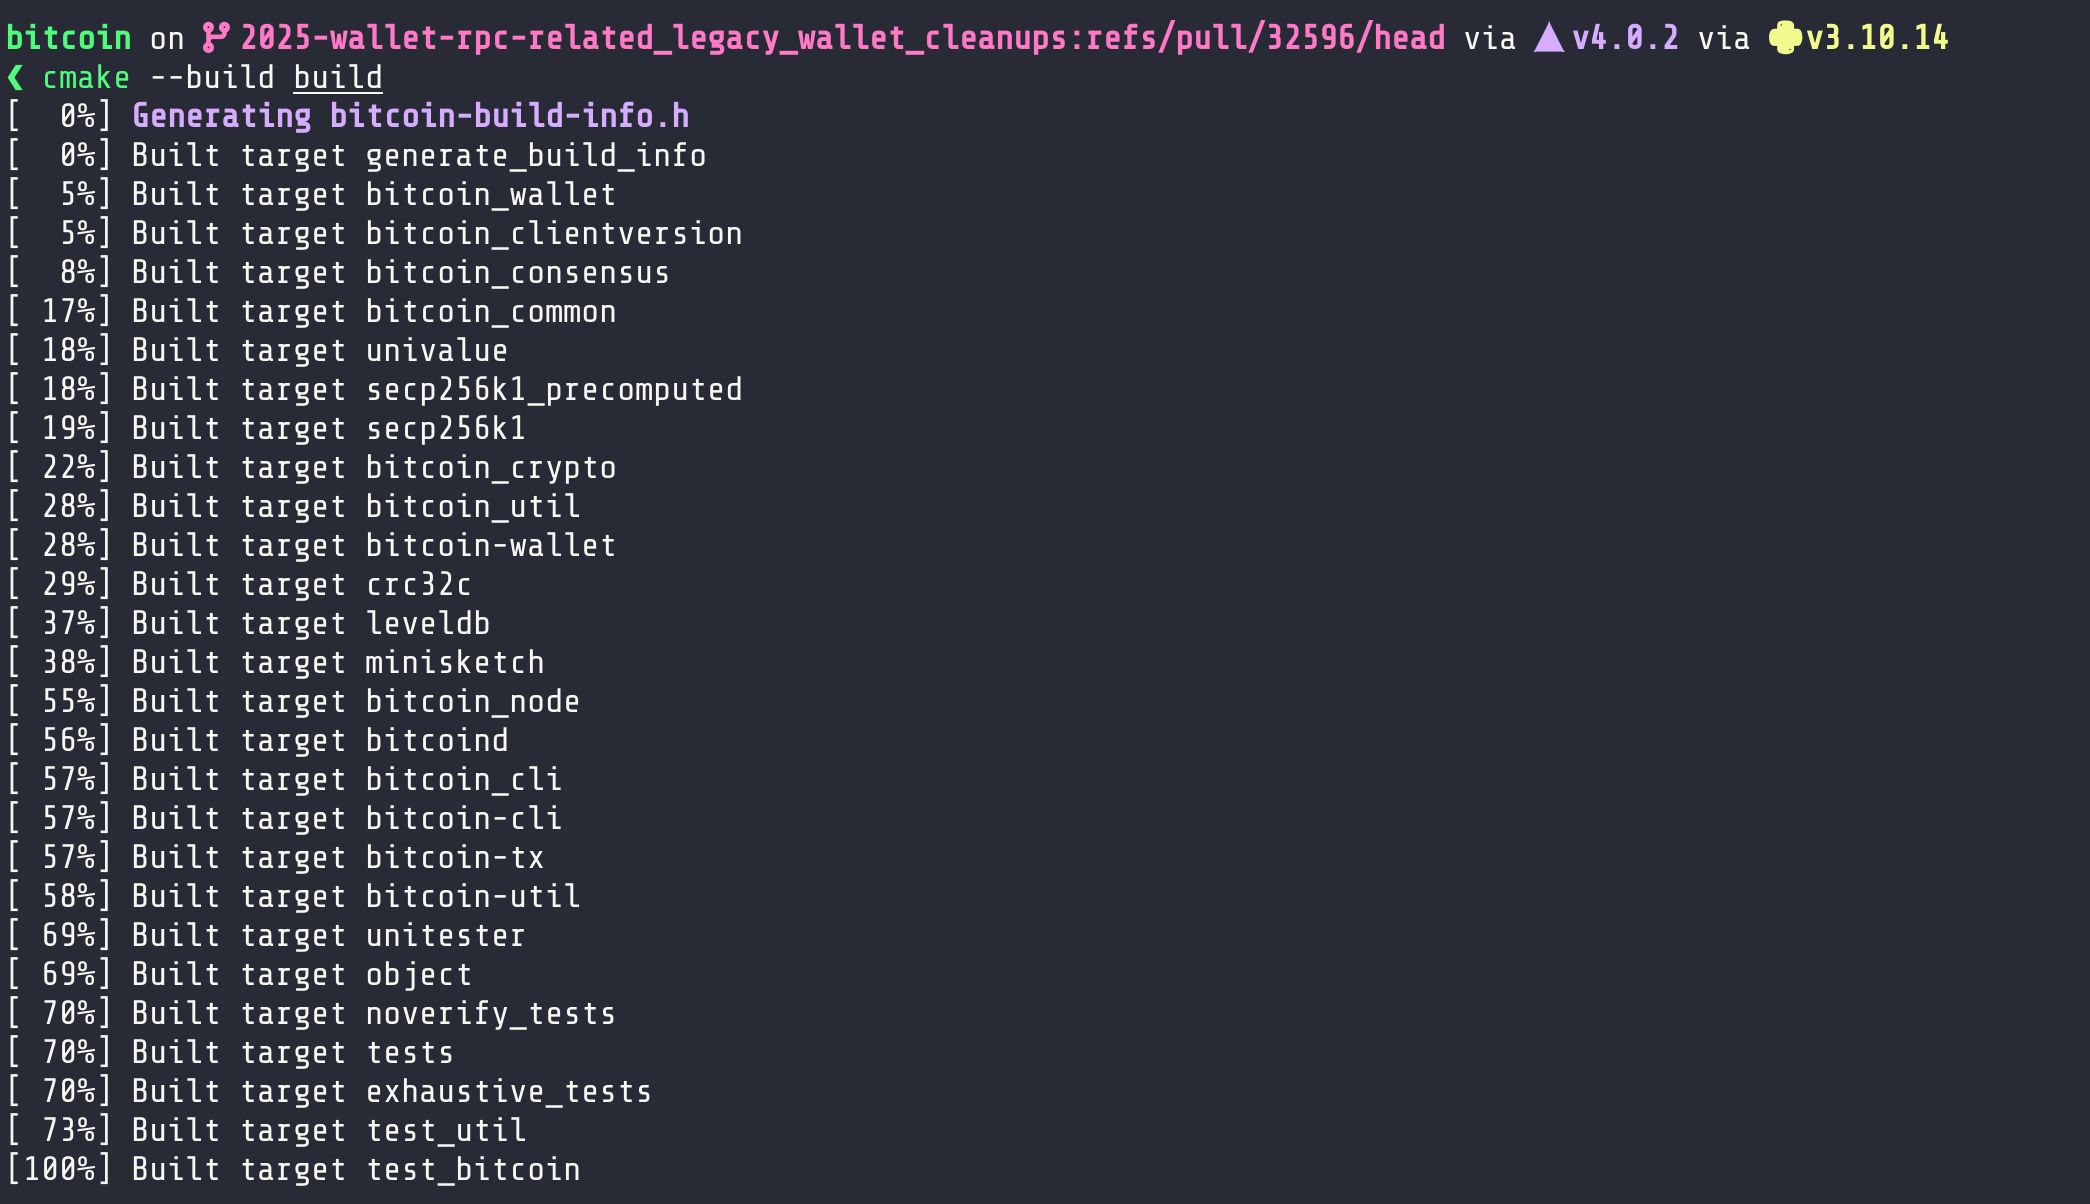 bitcoin on 2025-wallet-rpc-related_legacy_wallet_cleanups:refs/pull/32596/head via v4.0.2 via v3.10.14
❮ cmake --build build
[  0%] Generating bitcoin-build-info.h
[  0%] Built target generate_build_info
[  5%] Built target bitcoin_wallet
[  5%] Built target bitcoin_clientversion
[  8%] Built target bitcoin_consensus
[ 17%] Built target bitcoin_common
[ 18%] Built target univalue
[ 18%] Built target secp256k1_precomputed
[ 19%] Built target secp256k1
[ 22%] Built target bitcoin_crypto
[ 28%] Built target bitcoin_util
[ 28%] Built target bitcoin-wallet
[ 29%] Built target crc32c
[ 37%] Built target leveldb
[ 38%] Built target minisketch
[ 55%] Built target bitcoin_node
[ 56%] Built target bitcoind
[ 57%] Built target bitcoin_cli
[ 57%] Built target bitcoin-cli
[ 57%] Built target bitcoin-tx
[ 58%] Built target bitcoin-util
[ 69%] Built target unitester
[ 69%] Built target object
[ 70%] Built target noverify_tests
[ 70%] Built target tests
[ 70%] Built target exhaustive_tests
[ 73%] Built target test_util
[100%] Built target test_bitcoin